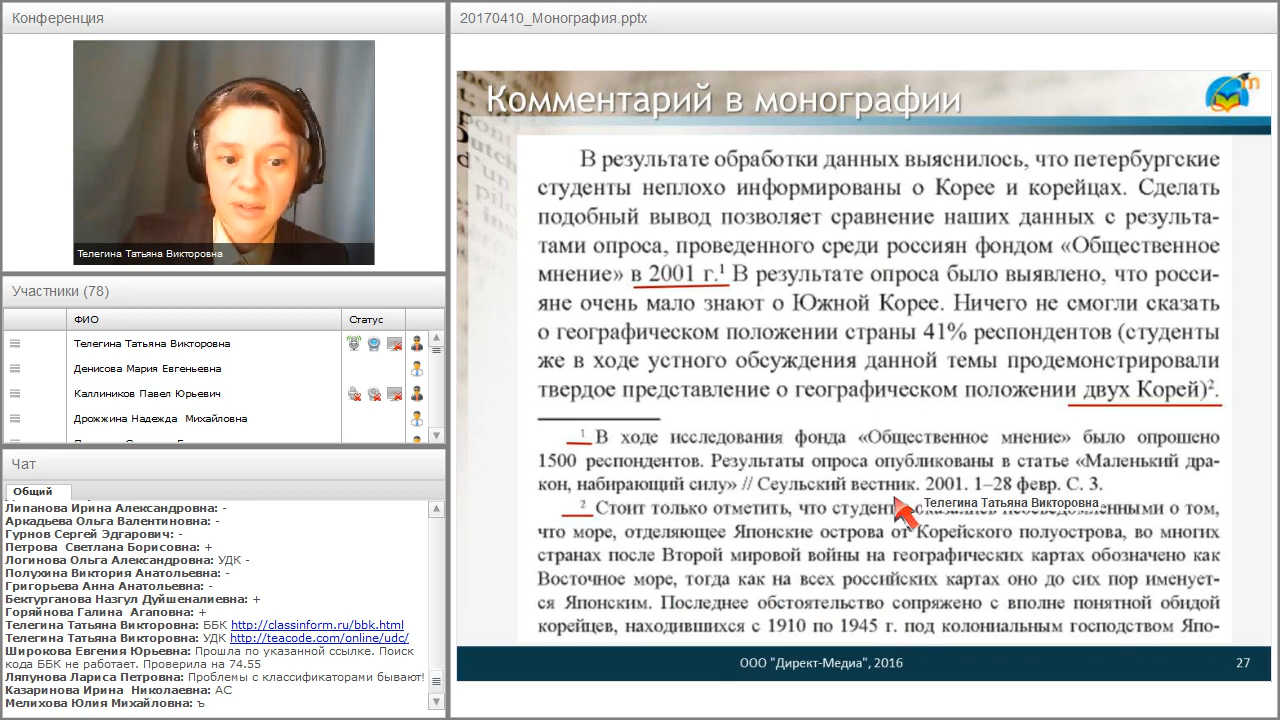 Конференция
Телегина Татьяна Викторовна
Участники (78)
ФИО Статус
Телегина Татьяна Викторовна
Денисова Мария Евгеньевна
Каллиников Павел Юрьевич
Дрожжина Надежда Михайловна
Чат
Общий
Липанова Ирина Александровна: -
Аркадьева Ольга Валентиновна: -
Гурнов Сергей Эдгарович: -
Петрова Светлана Борисовна: +
Логинова Ольга Александровна: УДК -
Полухина Виктория Анатольевна: -
Григорьева Анна Анатольевна: -
Бектурганова Назгул Дуйшеналиевна: +
Горяйнова Галина Агаповна: +
Телегина Татьяна Викторовна: ББК http://classinform.ru/bbk.html
Телегина Татьяна Викторовна: УДК http://teacode.com/online/udc/
Широкова Евгения Юрьевна: Прошла по указанной ссылке. Поиск
кода ББК не работает. Проверила на 74.55
Ляпунова Лариса Петровна: Проблемы с классификаторами бывают!
Казаринова Ирина Николаевна: АС
Мелихова Юлия Михайловна: ъ
20170410_Монография.pptx
Комментарий в монографии
В результате обработки данных выяснилось, что петербургские
студенты неплохо информированы о Корее и корейцах. Сделать
подобный вывод позволяет сравнение наших данных с результа-
тами опроса, проведенного среди россиян фондом «Общественное
мнение» в 2001 г.¹ В результате опроса было выявлено, что росси-
яне очень мало знают о Южной Корее. Ничего не смогли сказать
о географическом положении страны 41% респондентов (студенты
же в ходе устного обсуждения данной темы продемонстрировали
твердое представление о географическом положении двух Корей)².
¹ В ходе исследования фонда «Общественное мнение» было опрошено
1500 респондентов. Результаты опроса опубликованы в статье «Маленький дра-
кон, набирающий силу» // Сеульский вестник. 2001. 1–28 февр. С. 3.
Телегина Татьяна Викторовна
² Стоит только отметить, что о том,
что море, отделяющее Японские острова от Корейского полуострова, во многих
странах после Второй мировой войны на географических картах обозначено как
Восточное море, тогда как на всех российских картах оно до сих пор именует-
ся Японским. Последнее обстоятельство сопряжено с вполне понятной обидой
корейцев, находившихся с 1910 по 1945 г. под колониальным господством Япо-
ООО "Директ-Медиа", 2016
27